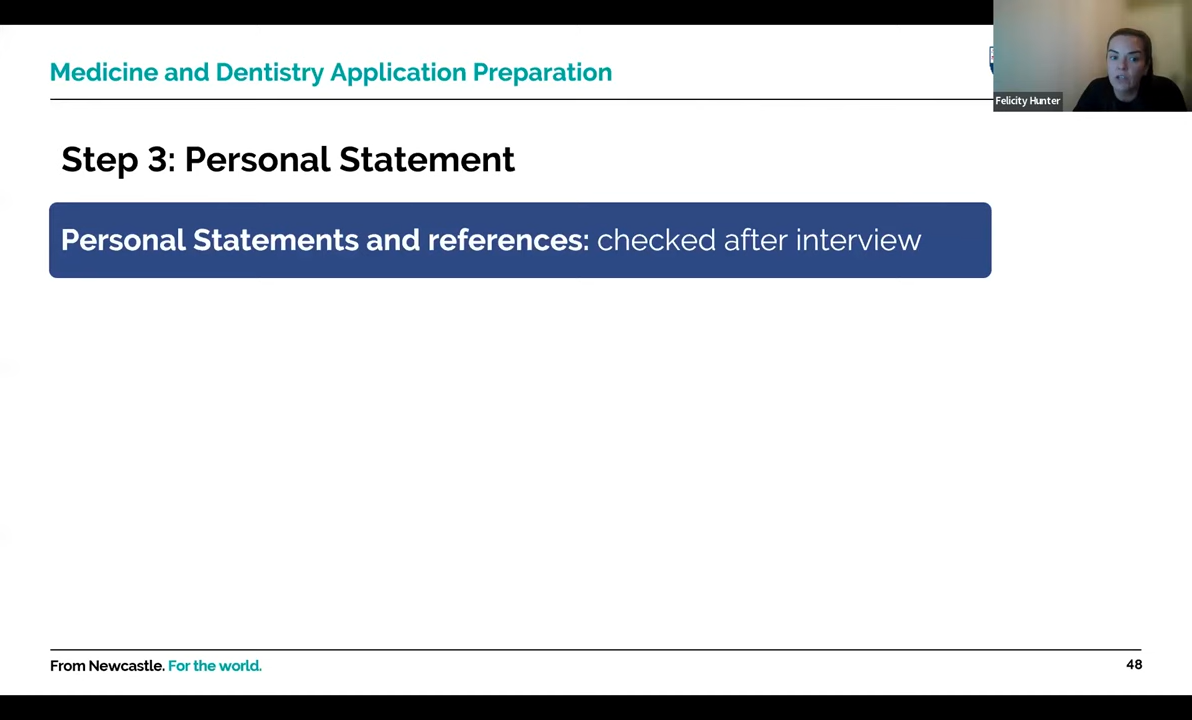 Medicine and Dentistry Application Preparation
Felicity Hunter
Step 3: Personal Statement
Personal Statements and references: checked after interview
From Newcastle. For the world.
48